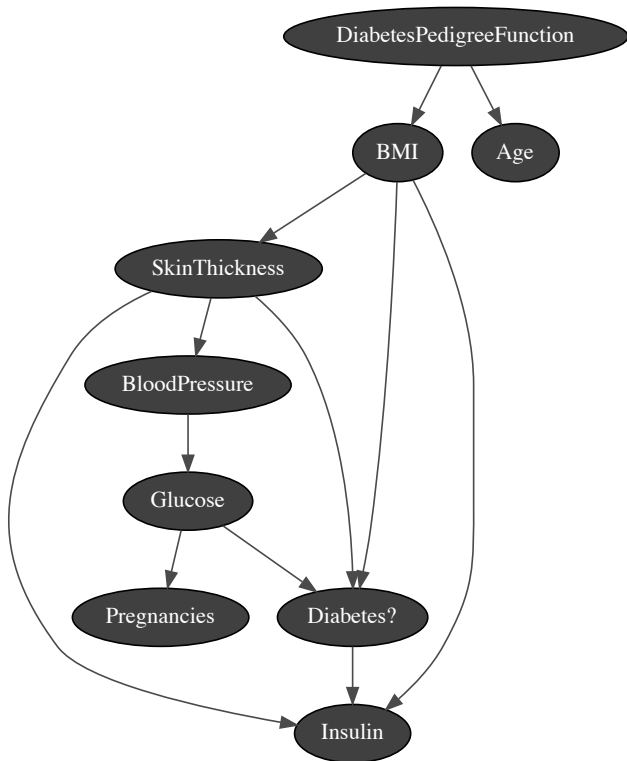 DiabetesPedigreeFunction
BMI
Age
SkinThickness
BloodPressure
Glucose
Pregnancies
Diabetes?
Insulin